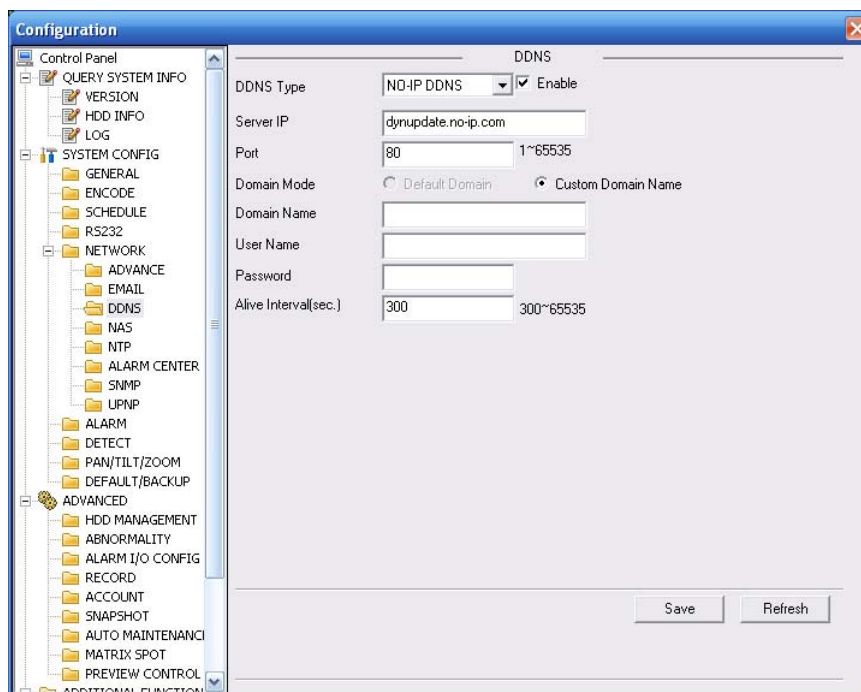 Configuration
Control Panel
QUERY SYSTEM INFO
VERSION
HDD INFO
LOG
SYSTEM CONFIG
GENERAL
ENCODE
SCHEDULE
RS232
NETWORK
ADVANCE
EMAIL
DDNS
NAS
NTP
ALARM CENTER
SNMP
UPNP
ALARM
DETECT
PAN/TILT/ZOOM
DEFAULT/BACKUP
ADVANCED
HDD MANAGEMENT
ABNORMALITY
ALARM I/O CONFIG
RECORD
ACCOUNT
SNAPSHOT
AUTO MAINTENANC
MATRIX SPOT
PREVIEW CONTROL
ADDITIONAL FUNCTION
DDNS
DDNS Type NO-IP DDNS Enable
Server IP dynupdate.no-ip.com
Port 80 1~65535
Domain Mode Default Domain Custom Domain Name
Domain Name
User Name
Password
Alive Interval(sec.) 300 300~65535
Save Refresh